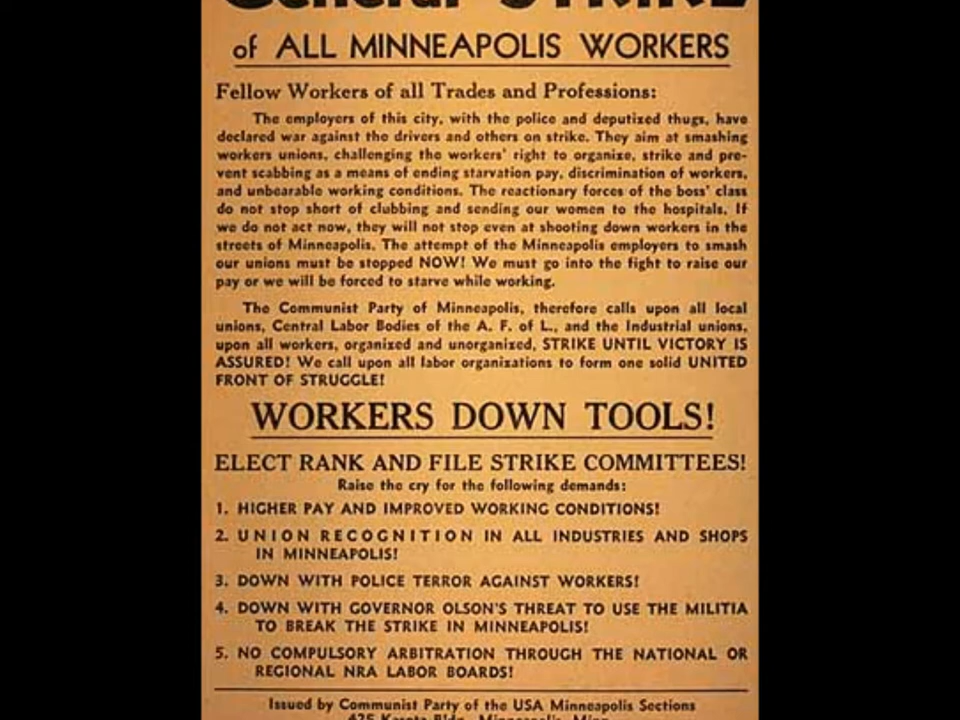 General STRIKE
of ALL MINNEAPOLIS WORKERS
Fellow Workers of all Trades and Professions:
The employers of this city, with the police and deputized thugs, have
declared war against the drivers and others on strike. They aim at smashing
workers unions, challenging the workers' right to organize, strike and pre-
vent scabbing as a means of ending starvation pay, discrimination of workers,
and unbearable working conditions. The reactionary forces of the boss' class
do not stop short of clubbing and sending our women to the hospitals. If
we do not act now, they will not stop even at shooting down workers in the
streets of Minneapolis. The attempt of the Minneapolis employers to smash
our unions must be stopped NOW! We must go into the fight to raise our
pay or we will be forced to starve while working.
The Communist Party of Minneapolis, therefore calls upon all local
unions, Central Labor Bodies of the A. F. of L., and the Industrial unions,
upon all workers, organized and unorganized, STRIKE UNTIL VICTORY IS
ASSURED! We call upon all labor organizations to form one solid UNITED
FRONT OF STRUGGLE!
WORKERS DOWN TOOLS!
ELECT RANK AND FILE STRIKE COMMITTEES!
Raise the cry for the following demands:
1. HIGHER PAY AND IMPROVED WORKING CONDITIONS!
2. UNION RECOGNITION IN ALL INDUSTRIES AND SHOPS
IN MINNEAPOLIS!
3. DOWN WITH POLICE TERROR AGAINST WORKERS!
4. DOWN WITH GOVERNOR OLSON'S THREAT TO USE THE MILITIA
TO BREAK THE STRIKE IN MINNEAPOLIS!
5. NO COMPULSORY ARBITRATION THROUGH THE NATIONAL OR
REGIONAL NRA LABOR BOARDS!
Issued by Communist Party of the USA Minneapolis Sections
Minneapolis, Minn.